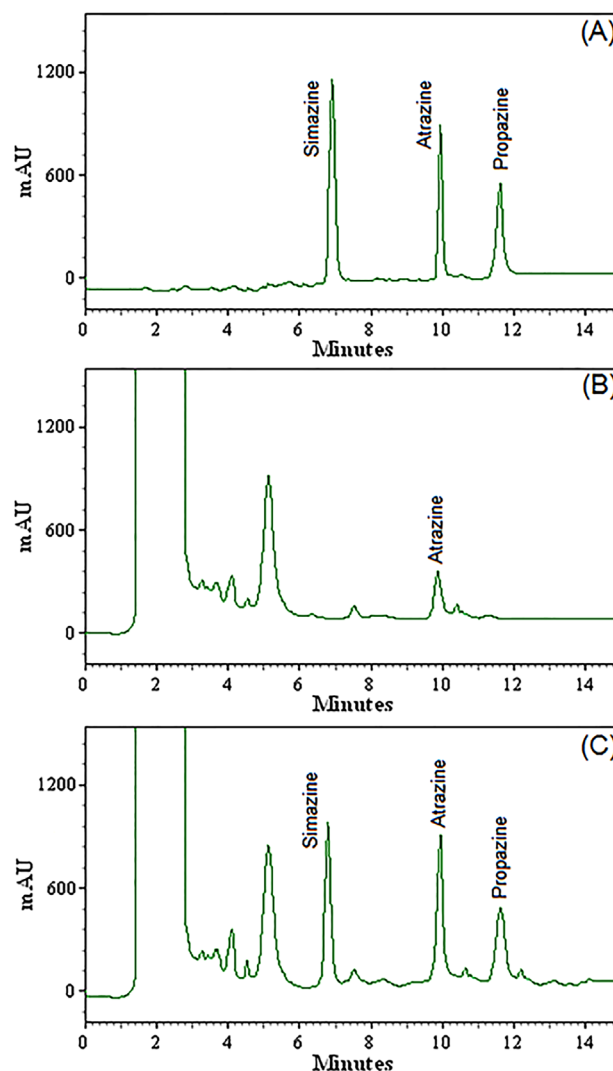 (A)
1200
600
0
mAU
Simazine
Atrazine
Propazine
0 2 4 6 8 10 12 14
Minutes
(B)
1200
600
0
mAU
Atrazine
0 2 4 6 8 10 12 14
Minutes
(C)
1200
600
0
mAU
Simazine
Atrazine
Propazine
0 2 4 6 8 10 12 14
Minutes